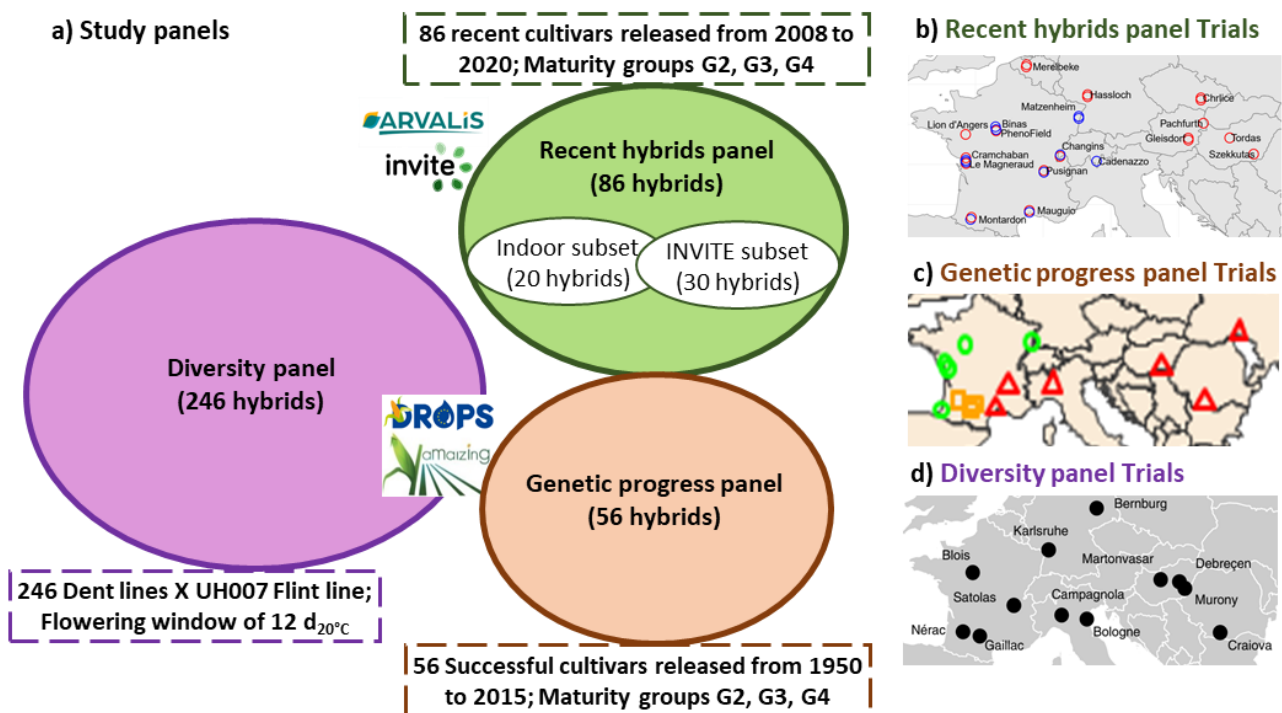 a) Study panels
86 recent cultivars released from 2008 to
2020; Maturity groups G2, G3, G4
ARVALIS
invite
Recent hybrids panel
(86 hybrids)
Indoor subset
(20 hybrids)
INVITE subset
(30 hybrids)
Diversity panel
(246 hybrids)
DROPS
amaizing
Genetic progress panel
(56 hybrids)
246 Dent lines X UH007 Flint line;
Flowering window of 12 d20°C
56 Successful cultivars released from 1950
to 2015; Maturity groups G2, G3, G4
b) Recent hybrids panel Trials
Merelbeke
Hassloch
Chrlice
Matzenheim
Lion d'Angers
Binas
PhenoField
Pachfurth
Gleisdorf
Tordas
Szekkutas
Changins
Cramchaban
Le Magneraud
Cadenazzo
Pusignan
Montardon
Mauguio
c) Genetic progress panel Trials
d) Diversity panel Trials
Bernburg
Karlsruhe
Blois
Martonvasar
Debreçen
Satolas
Campagnola
Murony
Nérac
Gaillac
Bologne
Craiova